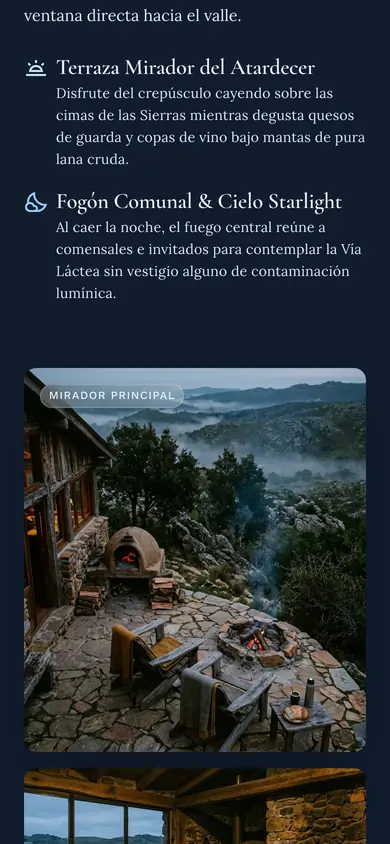 ventana directa hacia el valle.
Terraza Mirador del Atardecer
Disfrute del crepúsculo cayendo sobre las
cimas de las Sierras mientras degusta quesos
de guarda y copas de vino bajo mantas de pura
lana cruda.
Fogón Comunal & Cielo Starlight
Al caer la noche, el fuego central reúne a
comensales e invitados para contemplar la Vía
Láctea sin vestigio alguno de contaminación
lumínica.
MIRADOR PRINCIPAL